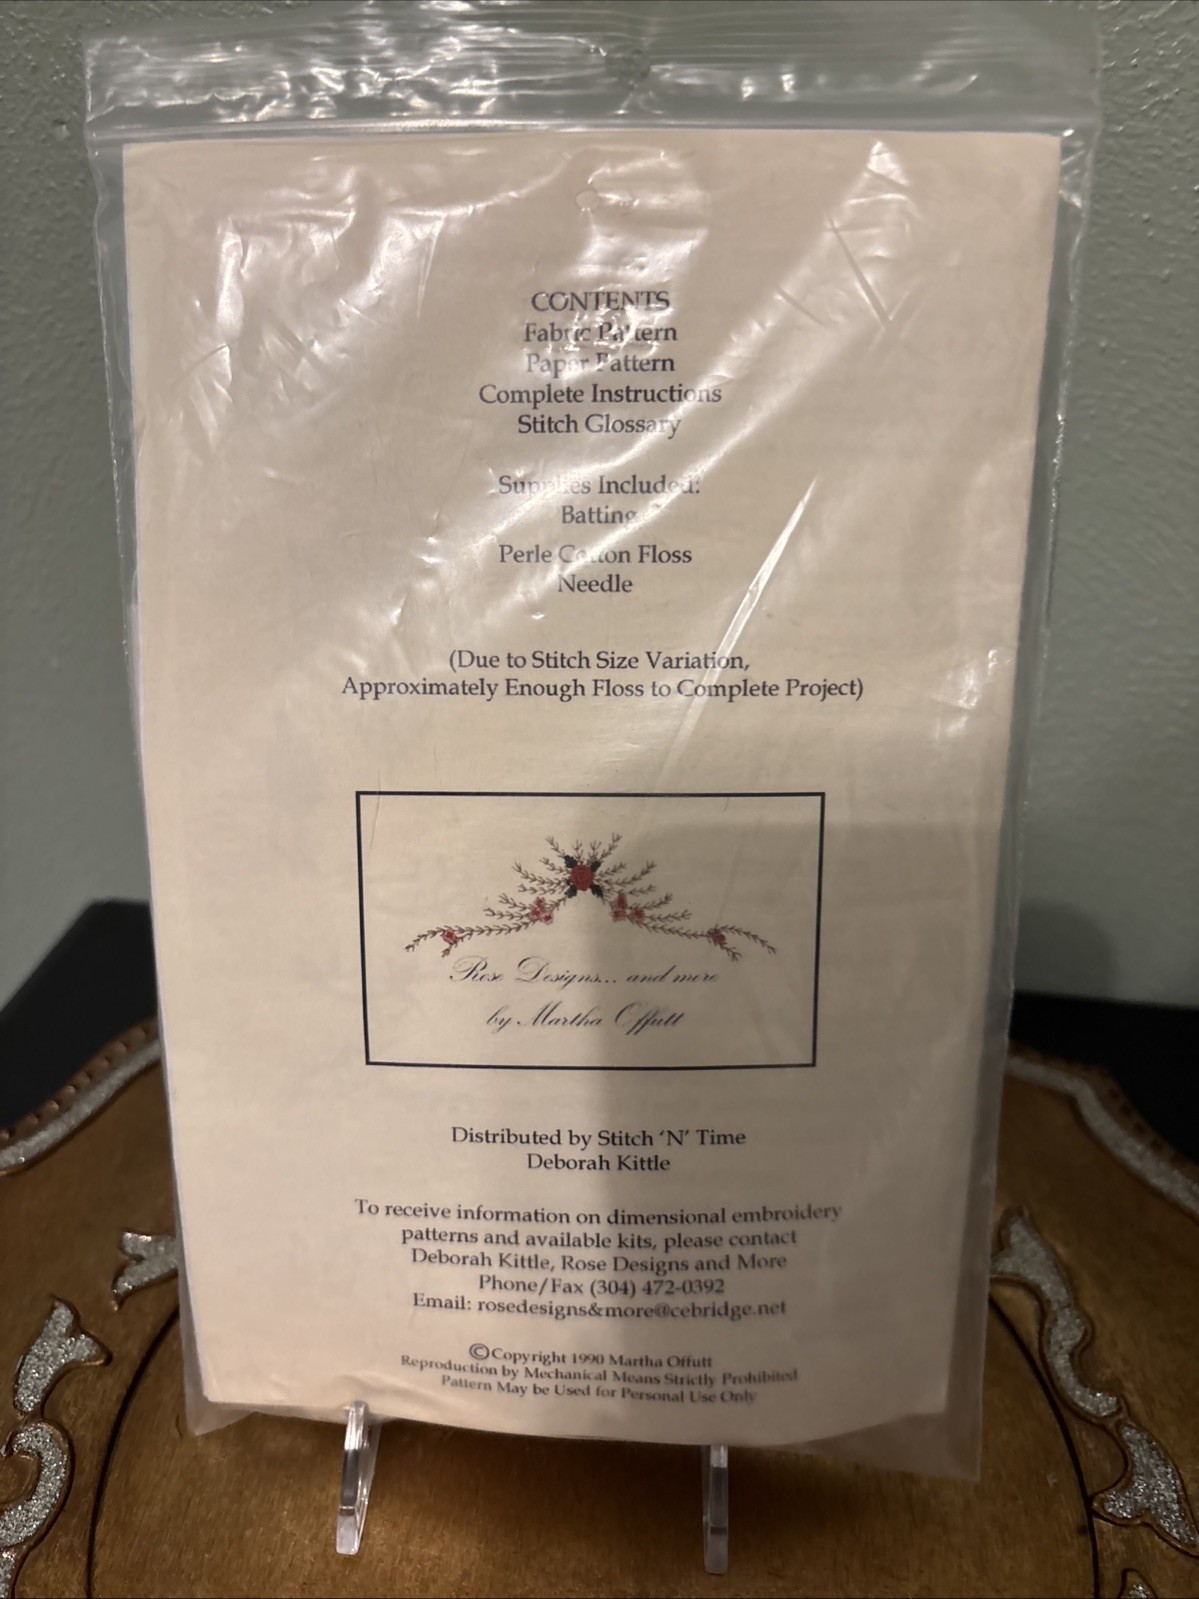 CONTENTS
Fabric Pattern
Paper Pattern
Complete Instructions
Stitch Glossary
Supplies Included:
Batting
Perle Cotton Floss
Needle
(Due to Stitch Size Variation,
Approximately Enough Floss to Complete Project)
Rose Designs... and more
by Martha Offutt
Distributed by Stitch 'N' Time
Deborah Kittle
To receive information on dimensional embroidery
patterns and available kits, please contact
Deborah Kittle, Rose Designs and More
Phone/Fax (304) 472-0392
Email: rosedesigns&more@cebridge.net
©Copyright 1990 Martha Offutt
Reproduction by Mechanical Means Strictly Prohibited
Pattern May be Used for Personal Use Only